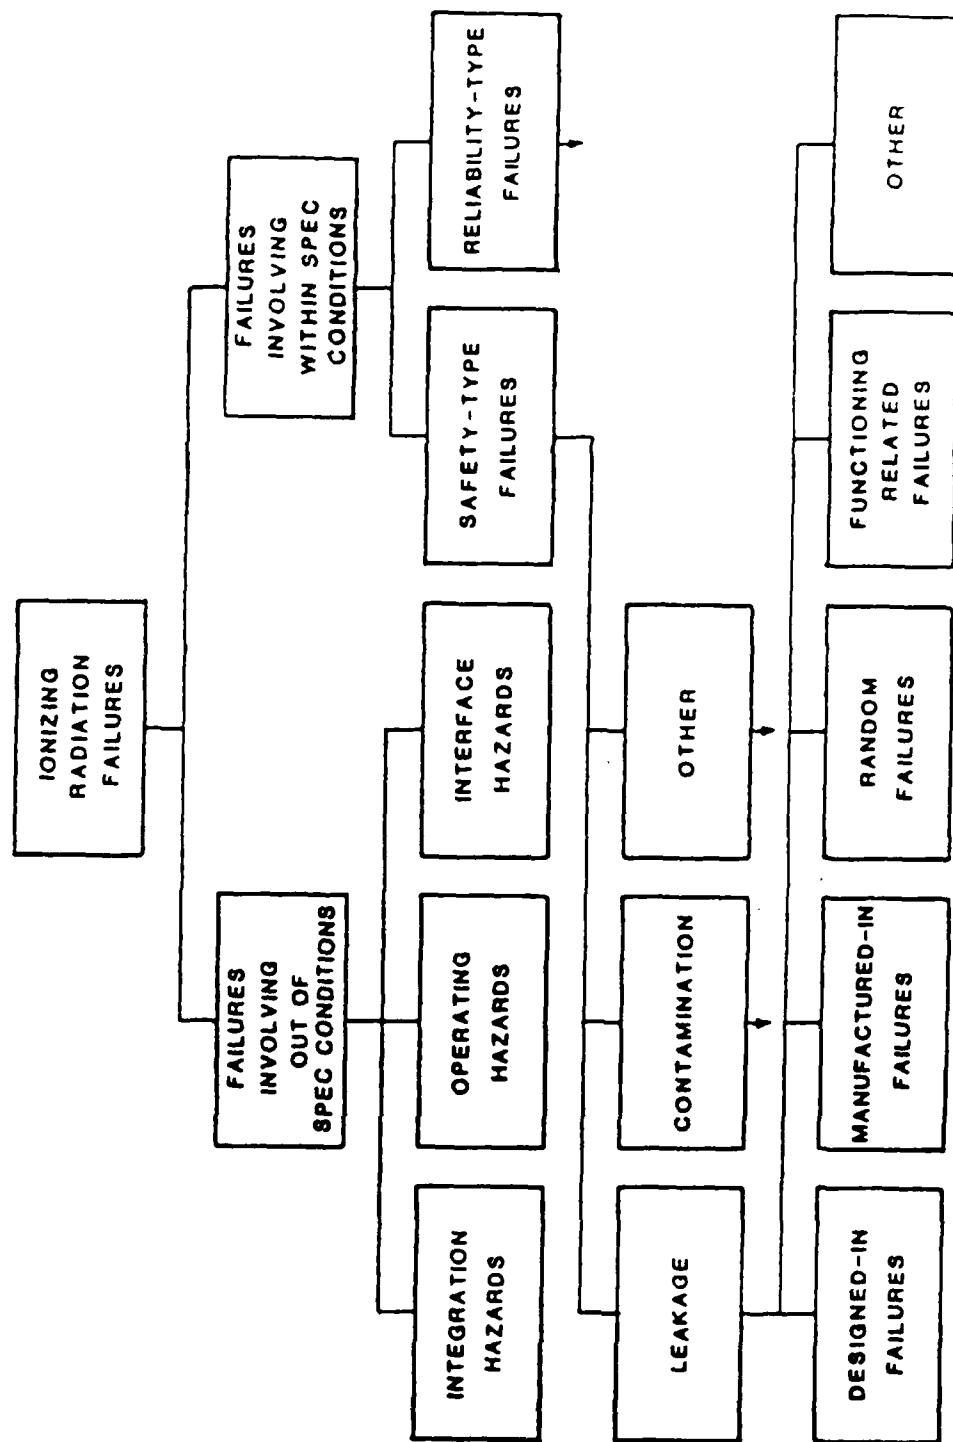 IONIZING
RADIATION
FAILURES
FAILURES
INVOLVING
OUT OF
SPEC CONDITIONS
FAILURES
INVOLVING
WITHIN SPEC
CONDITIONS
INTEGRATION
HAZARDS
OPERATING
HAZARDS
INTERFACE
HAZARDS
SAFETY-TYPE
FAILURES
RELIABILITY-TYPE
FAILURES
LEAKAGE
CONTAMINATION
OTHER
DESIGNED-IN
FAILURES
MANUFACTURED-IN
FAILURES
RANDOM
FAILURES
FUNCTIONING
RELATED
FAILURES
OTHER